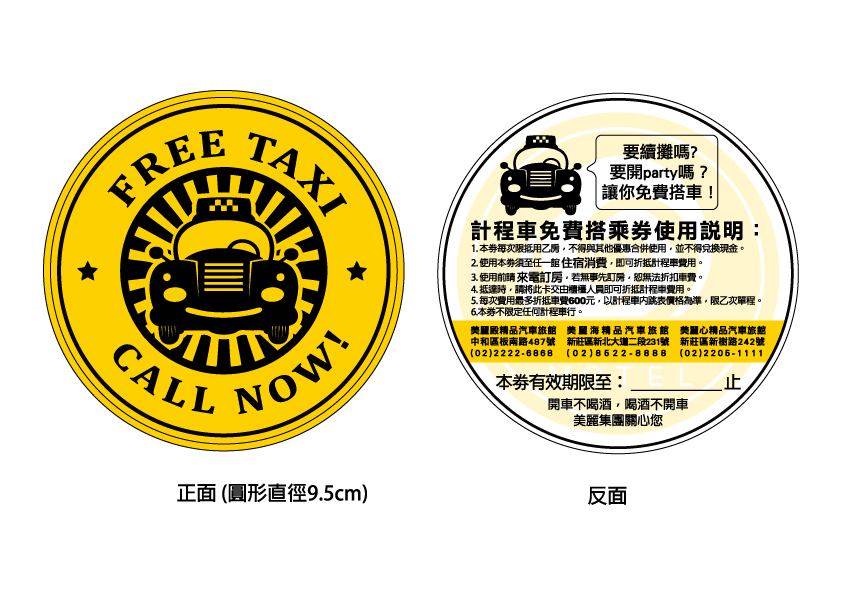 FREE TAXI
CALL NOW!
要續攤嗎?
要開party嗎?
讓你免費搭車!
計程車免費搭乘券使用說明:
1.本券每次限抵用乙房,不得與其他優惠合併使用,並不得兌換現金。
2.使用本券須至任一館住宿消費,即可折抵計程車費用。
3.使用前請來電訂房,若無事先訂房,恕無法折扣車費。
4.抵達時,請將此卡交由櫃檯人員即可折抵計程車費用。
5.每次費用最多折抵車費600元,以計程車內跳表價格為準,限乙次單程。
6.本券不限定任何計程車行。
美麗殿精品汽車旅館 美麗海精品汽車旅館 美麗心精品汽車旅館
中和區板南路487號 新莊區新北大道二段231號 新莊區新樹路242號
(02)2222-6868 (02)8522-8888 (02)2205-1111
MOTEL
本券有效期限至:__________止
開車不喝酒,喝酒不開車
美麗集團關心您
正面 (圓形直徑9.5cm)
反面